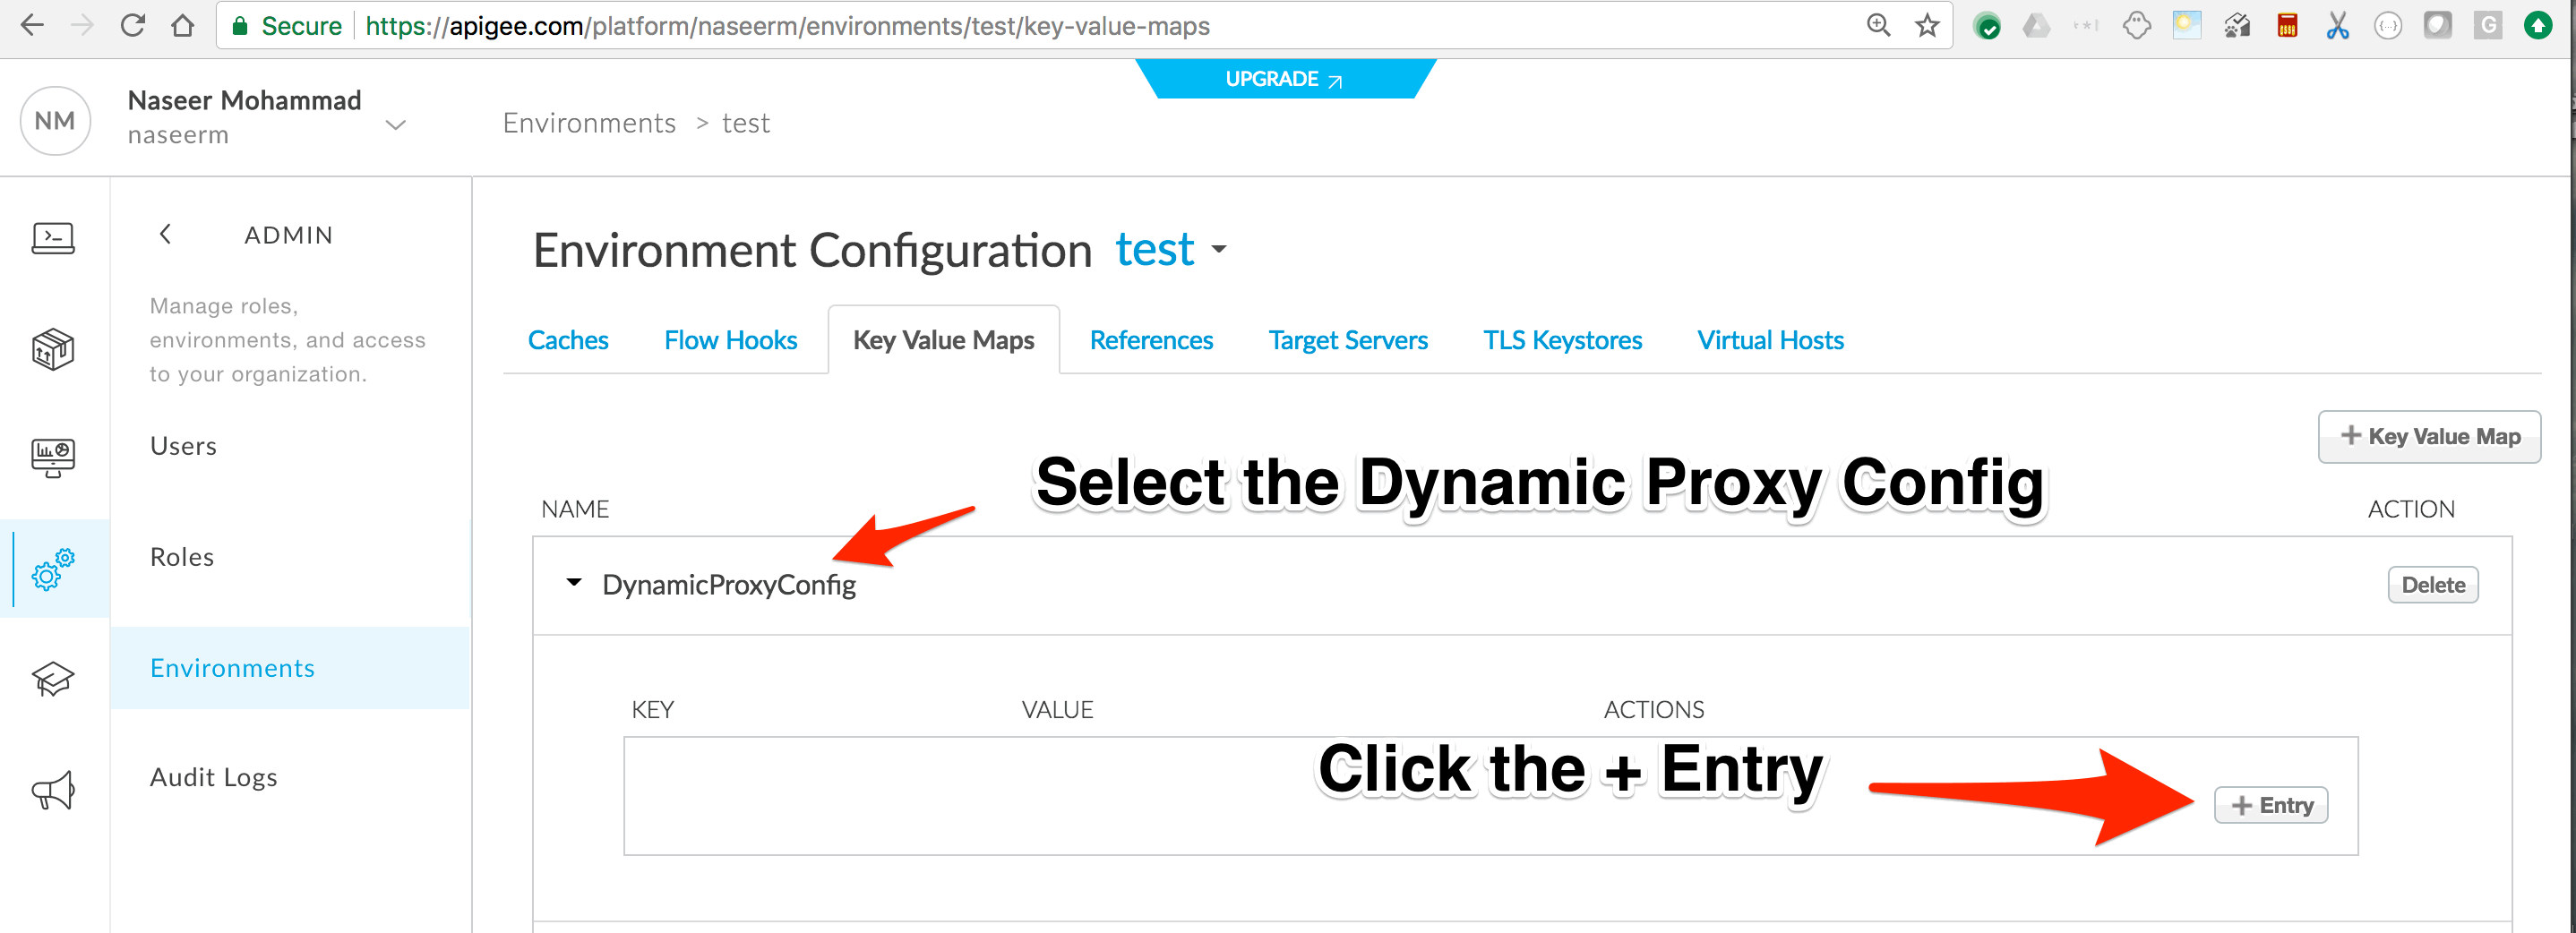 Secure
https://apigee.com/platform/naseerm/environments/test/key-value-maps
G
UPGRADE
NM
Naseer Mohammad
naseerm
Environments > test
ADMIN
Manage roles,
environments, and access
to your organization.
Users
Roles
Environments
Audit Logs
Environment Configuration test
Caches
Flow Hooks
Key Value Maps
References
Target Servers
TLS Keystores
Virtual Hosts
+ Key Value Map
Select the Dynamic Proxy Config
NAME
ACTION
DynamicProxyConfig
Delete
KEY
VALUE
ACTIONS
Click the + Entry
+ Entry